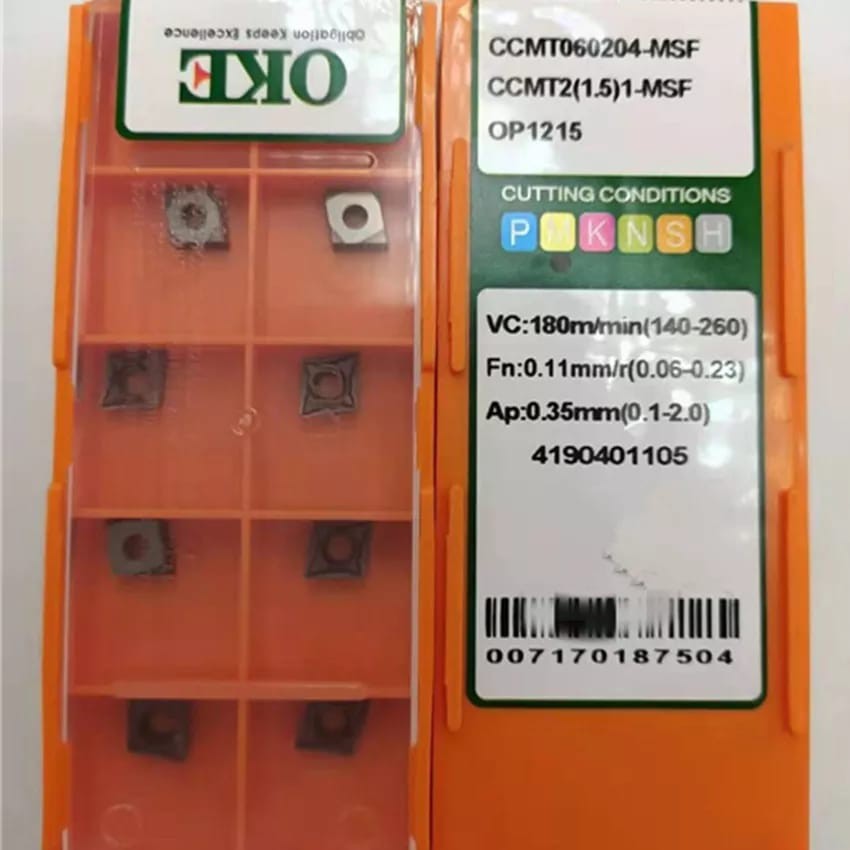 Obligation Keeps Excellence
OKE
CCMT060204-MSF
CCMT2(1.5)1-MSF
OP1215
CUTTING CONDITIONS
P M K N S H
VC:180m/min(140-260)
Fn:0.11mm/r(0.06-0.23)
Ap:0.35mm(0.1-2.0)
4190401105
007170187504